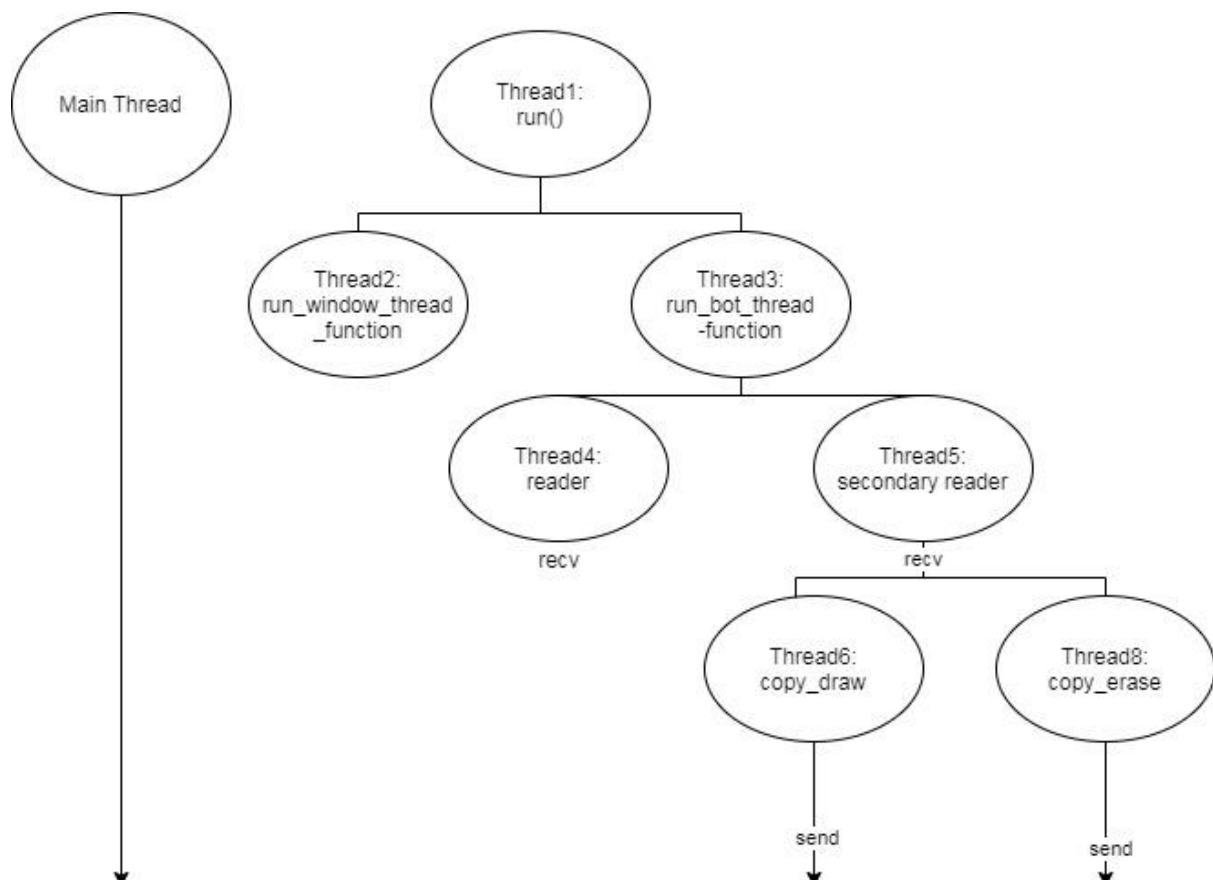 Main Thread
Thread1:
run()
Thread2:
run_window_thread
_function
Thread3:
run_bot_thread
-function
Thread4:
reader
Thread5:
secondary reader
recv
recv
Thread6:
copy_draw
Thread8:
copy_erase
send
send